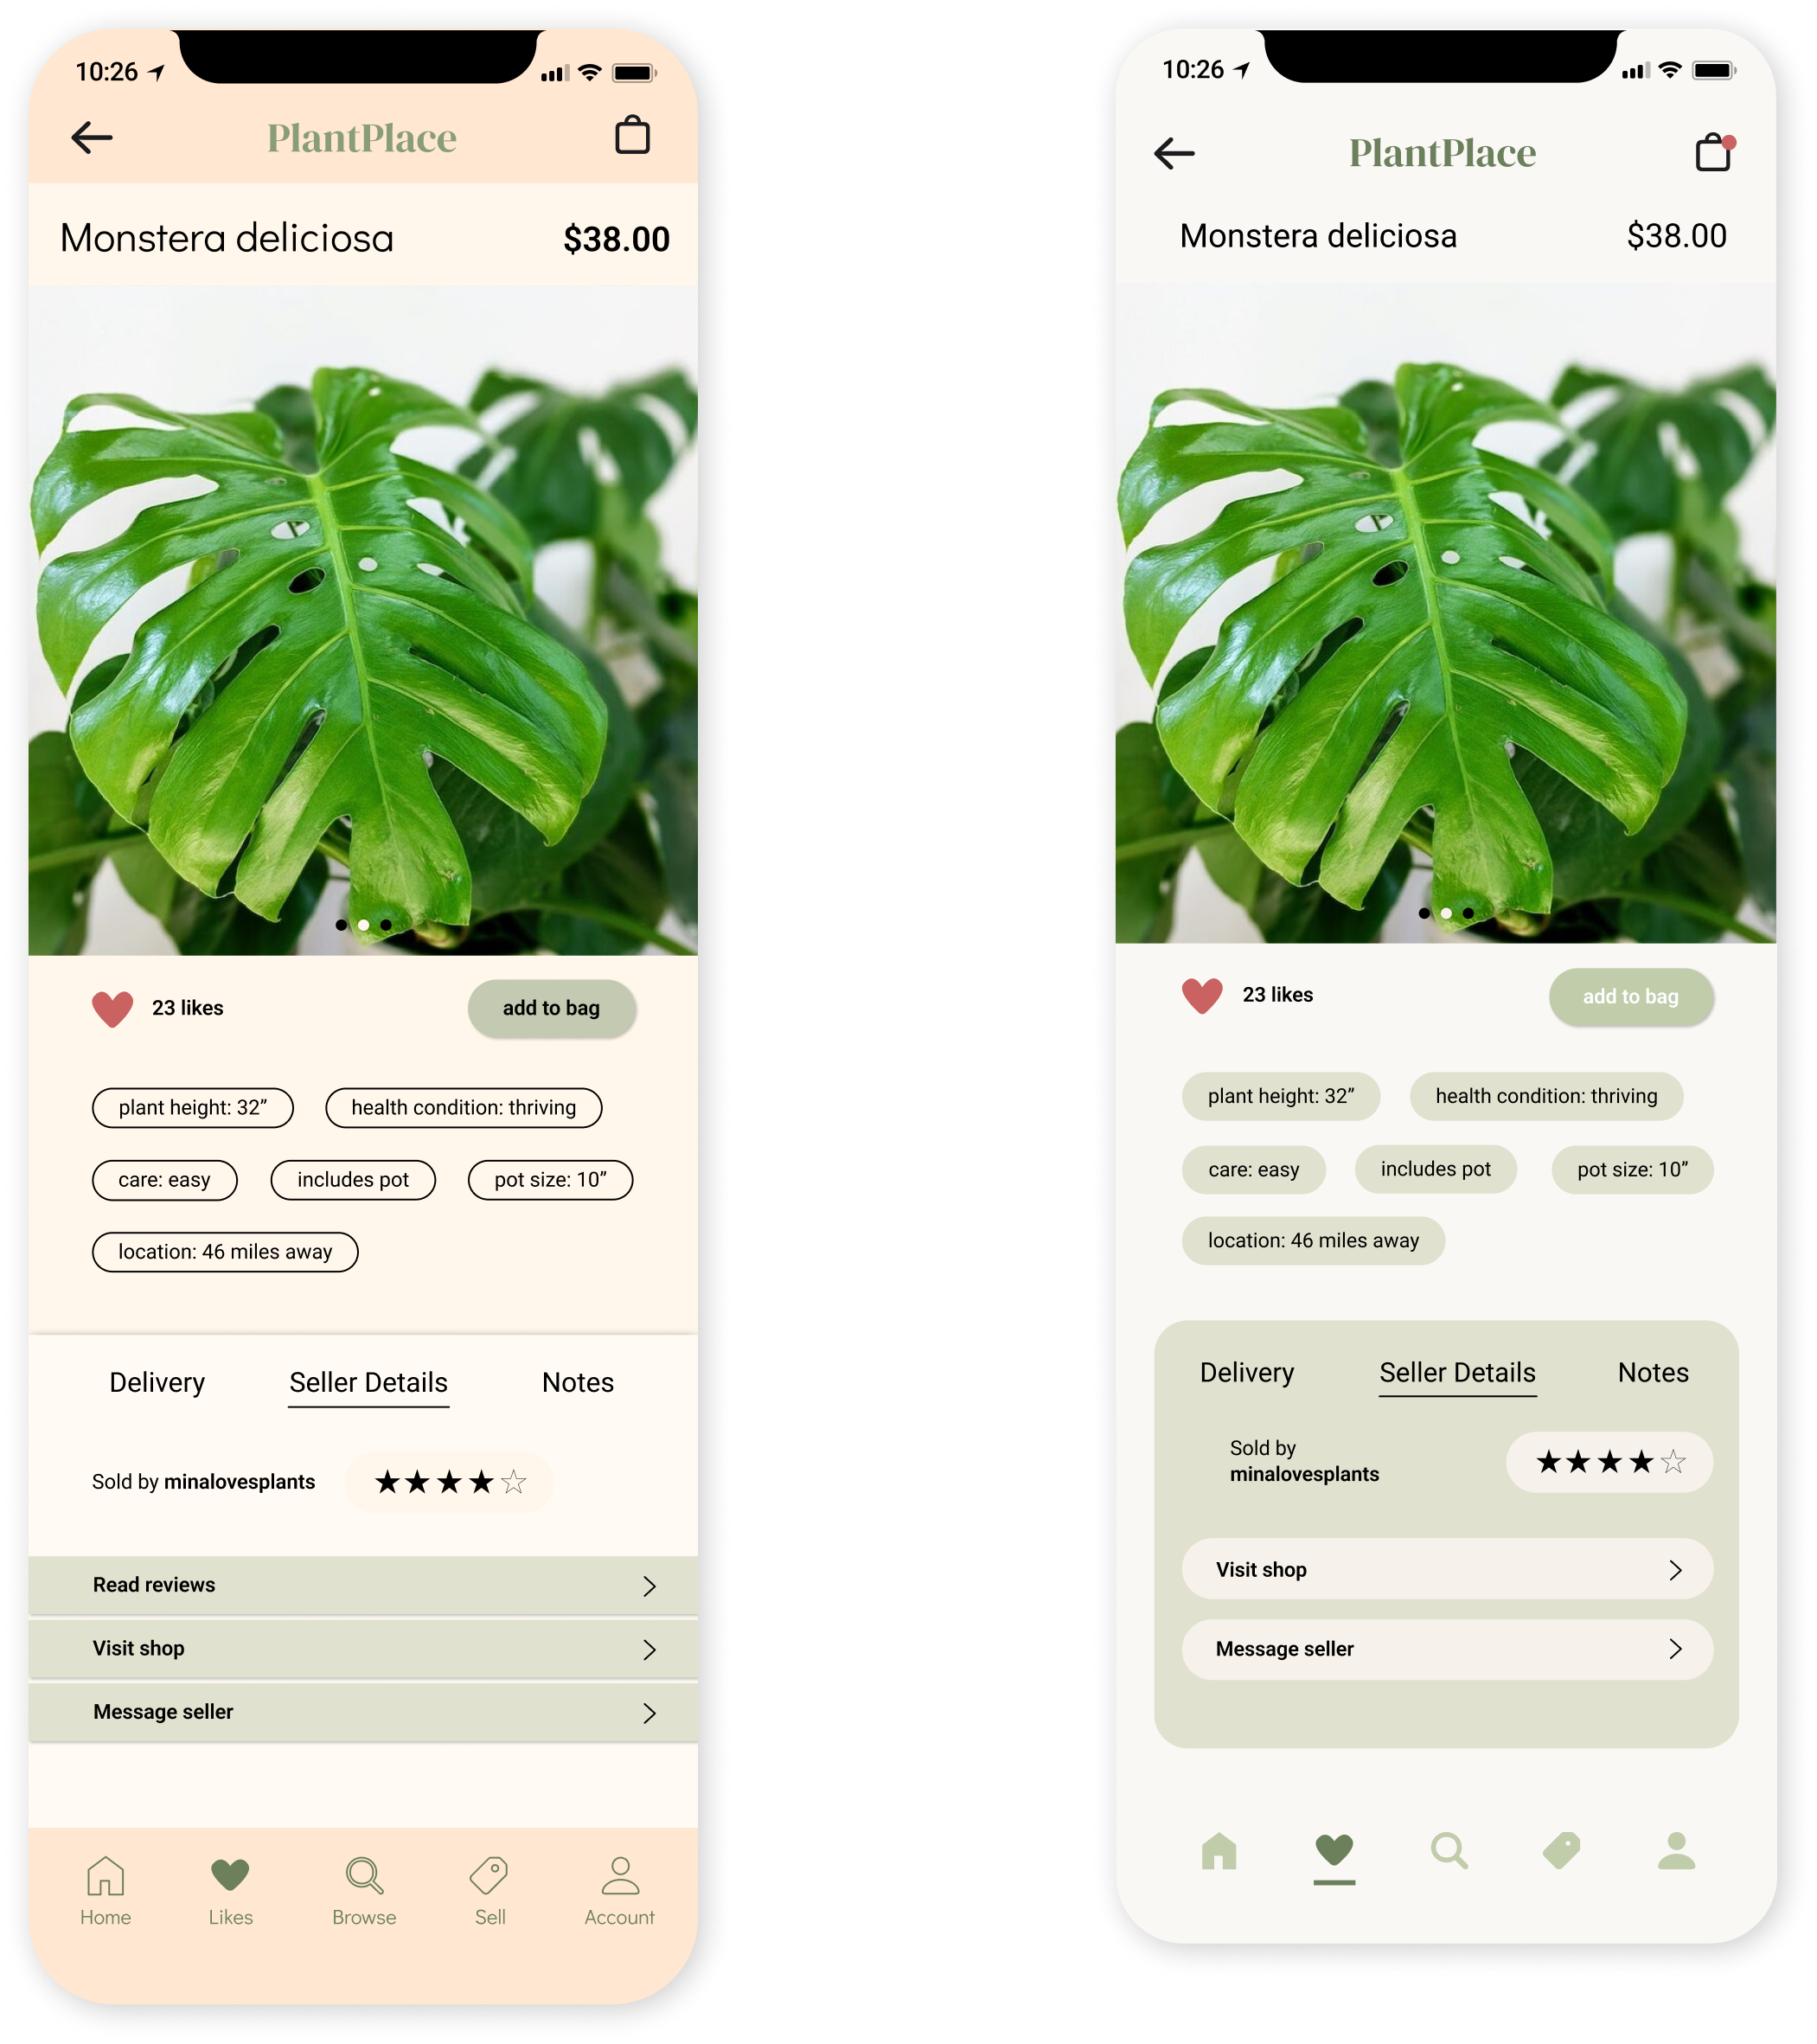 10:26
PlantPlace
Monstera deliciosa $38.00
23 likes add to bag
plant height: 32” health condition: thriving
care: easy includes pot pot size: 10”
location: 46 miles away
Delivery Seller Details Notes
Sold by minalovesplants
Read reviews
Visit shop
Message seller
Home Likes Browse Sell Account
10:26
PlantPlace
Monstera deliciosa $38.00
23 likes add to bag
plant height: 32” health condition: thriving
care: easy includes pot pot size: 10”
location: 46 miles away
Delivery Seller Details Notes
Sold by
minalovesplants
Visit shop
Message seller